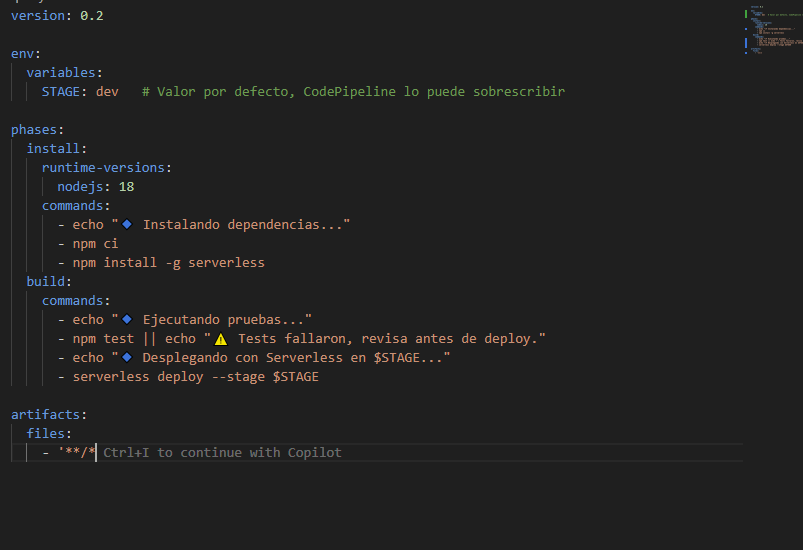 version: 0.2
env:
variables:
STAGE: dev # Valor por defecto, CodePipeline lo puede sobrescribir
phases:
install:
runtime-versions:
nodejs: 18
commands:
- echo "🔹 Instalando dependencias..."
- npm ci
- npm install -g serverless
build:
commands:
- echo "🔹 Ejecutando pruebas..."
- npm test || echo "⚠️ Tests fallaron, revisa antes de deploy."
- echo "🔹 Desplegando con Serverless en $STAGE..."
- serverless deploy --stage $STAGE
artifacts:
files:
- '**/* Ctrl+I to continue with Copilot